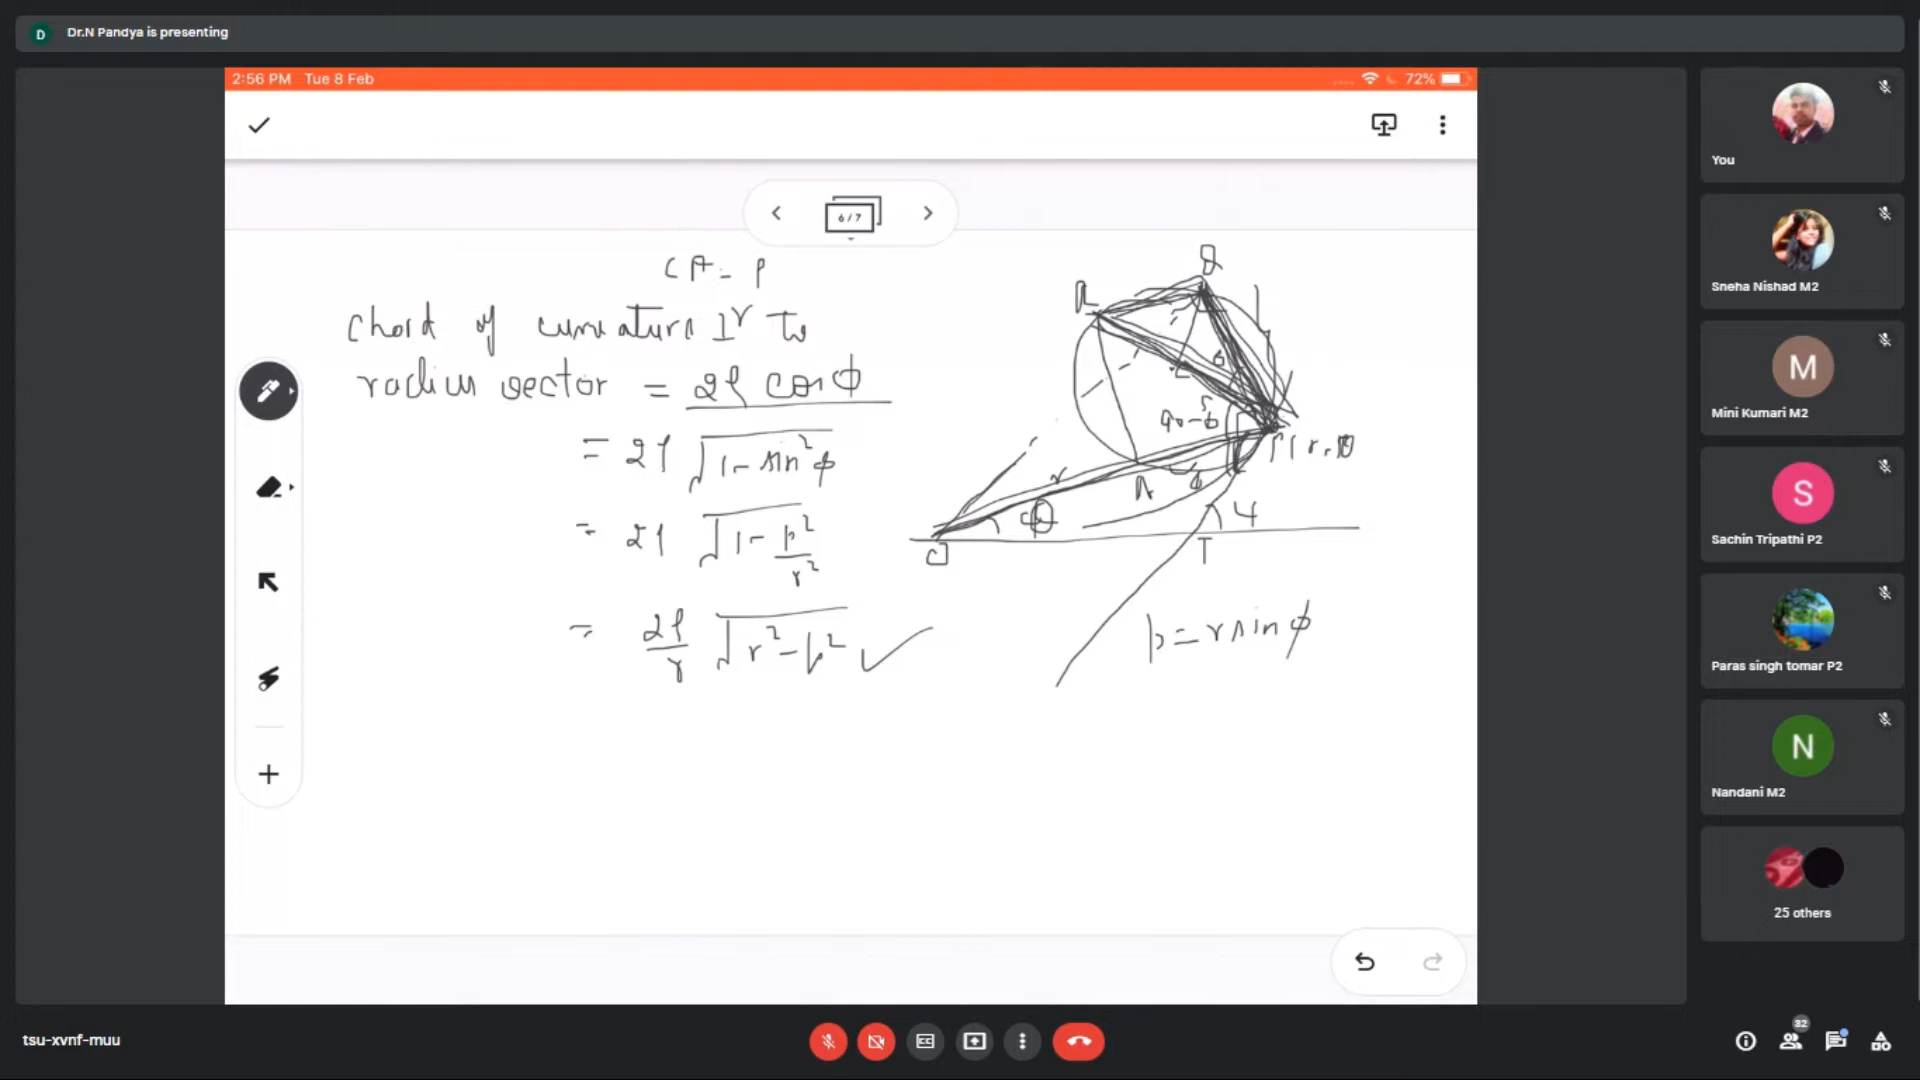 D Dr.N Pandya is presenting
2:56 PM Tue 8 Feb
72%
6/7
CA = ρ
chord of curvature ⊥r to
radius vector = 2ρ cos ϕ
= 2ρ √(1 - sin²ϕ)
= 2ρ √(1 - p²/r²)
= 2ρ/r √(r² - p²) ✓
Q
90-ϕ
P(r,θ)
r
ϕ
ψ
O
T
p = r sin ϕ
You
Sneha Nishad M2
M
Mini Kumari M2
S
Sachin Tripathi P2
Paras singh tomar P2
N
Nandani M2
25 others
tsu-xvnf-muu
32